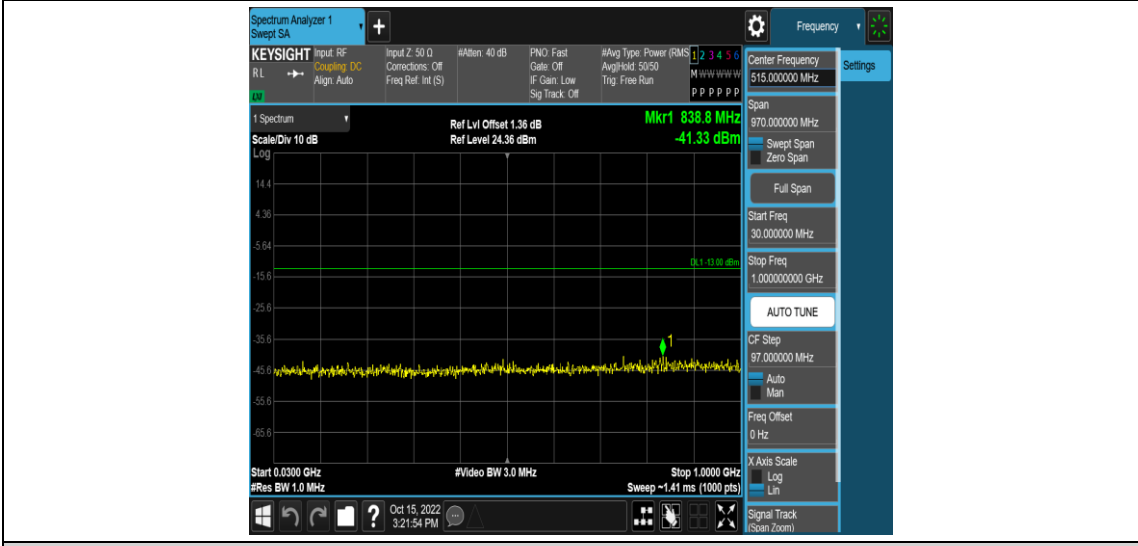 Spectrum Analyzer 1
Swept SA
+
Frequency
KEYSIGHT
RL
LW
Input: RF
Coupling: DC
Align: Auto
Input Z: 50 Ω
Corrections: Off
Freq Ref: Int (S)
#Atten: 40 dB
PNO: Fast
Gate: Off
IF Gain: Low
Sig Track: Off
#Avg Type: Power (RMS
Avg|Hold: 50/50
Trig: Free Run
1 2 3 4 5 6
M W W W W W
P P P P P P
1 Spectrum
Scale/Div 10 dB
Log
Ref Lvl Offset 1.36 dB
Ref Level 24.36 dBm
Mkr1 838.8 MHz
-41.33 dBm
14.4
4.36
-5.64
DL1 -13.00 dBm
-15.6
-25.6
-35.6
1
-45.6
-55.6
-65.6
Start 0.0300 GHz
#Video BW 3.0 MHz
Stop 1.0000 GHz
#Res BW 1.0 MHz
Sweep ~1.41 ms (1000 pts)
?
Oct 15, 2022
3:21:54 PM
Center Frequency
515.000000 MHz
Settings
Span
970.000000 MHz
Swept Span
Zero Span
Full Span
Start Freq
30.000000 MHz
Stop Freq
1.000000000 GHz
AUTO TUNE
CF Step
97.000000 MHz
Auto
Man
Freq Offset
0 Hz
X Axis Scale
Log
Lin
Signal Track
(Span Zoom)